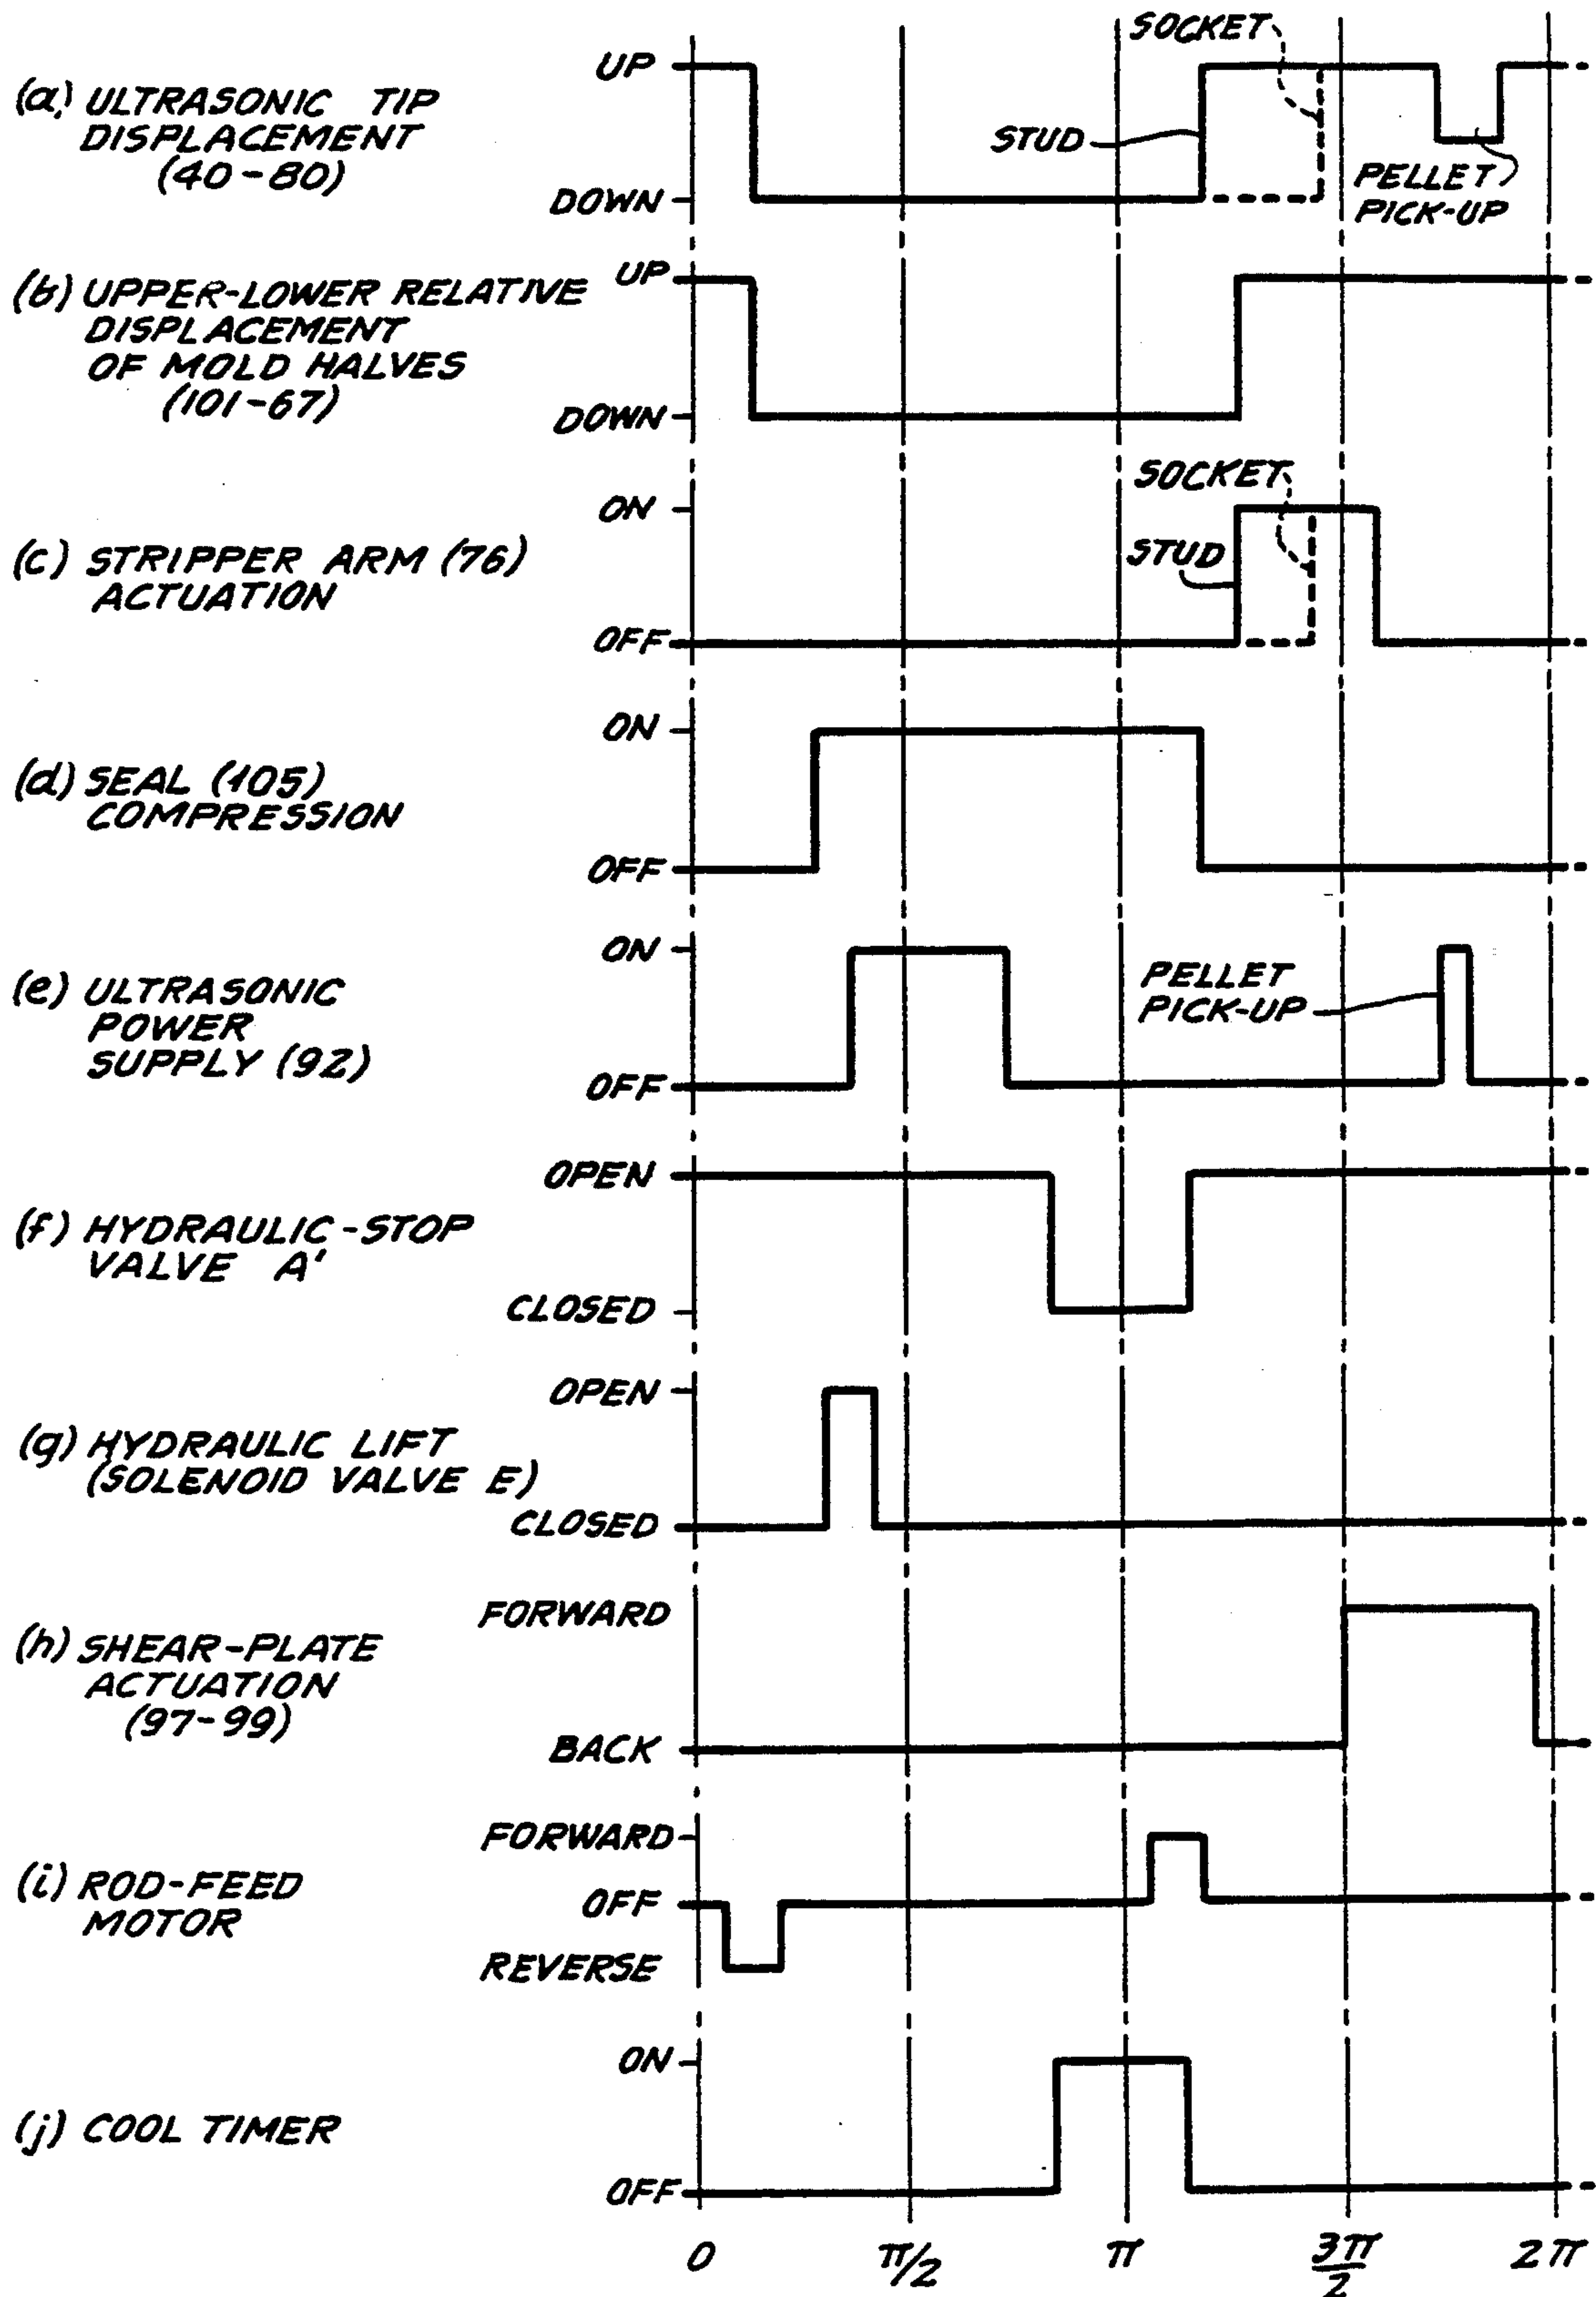 SOCKET
UP
(a) ULTRASONIC TIP
DISPLACEMENT
(40-80)
STUD
DOWN
PELLET
PICK-UP
UP
(b) UPPER-LOWER RELATIVE
DISPLACEMENT
OF MOLD HALVES
(101-67)
DOWN
SOCKET
ON
(c) STRIPPER ARM (76)
ACTUATION
STUD
OFF
ON
(d) SEAL (105)
COMPRESSION
OFF
ON
(e) ULTRASONIC
POWER
SUPPLY (92)
PELLET
PICK-UP
OFF
OPEN
(f) HYDRAULIC-STOP
VALVE A'
CLOSED
OPEN
(g) HYDRAULIC LIFT
(SOLENOID VALVE E)
CLOSED
FORWARD
(h) SHEAR-PLATE
ACTUATION
(97-99)
BACK
FORWARD
(i) ROD-FEED
MOTOR
OFF
REVERSE
ON
(j) COOL TIMER
OFF
0 π/2 π 3π/2 2π